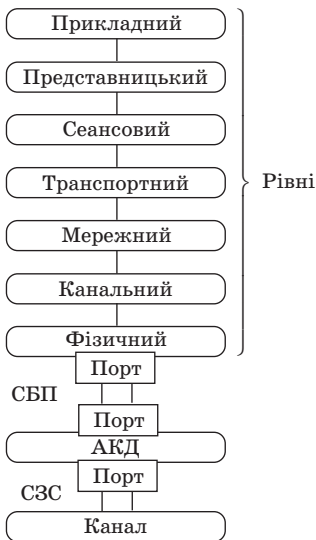 Прикладний
Представницький
Сеансовий
Транспортний
Рівні
Мережний
Канальний
Фізичний
Порт
СБП
Порт
АКД
Порт
СЗС
Канал